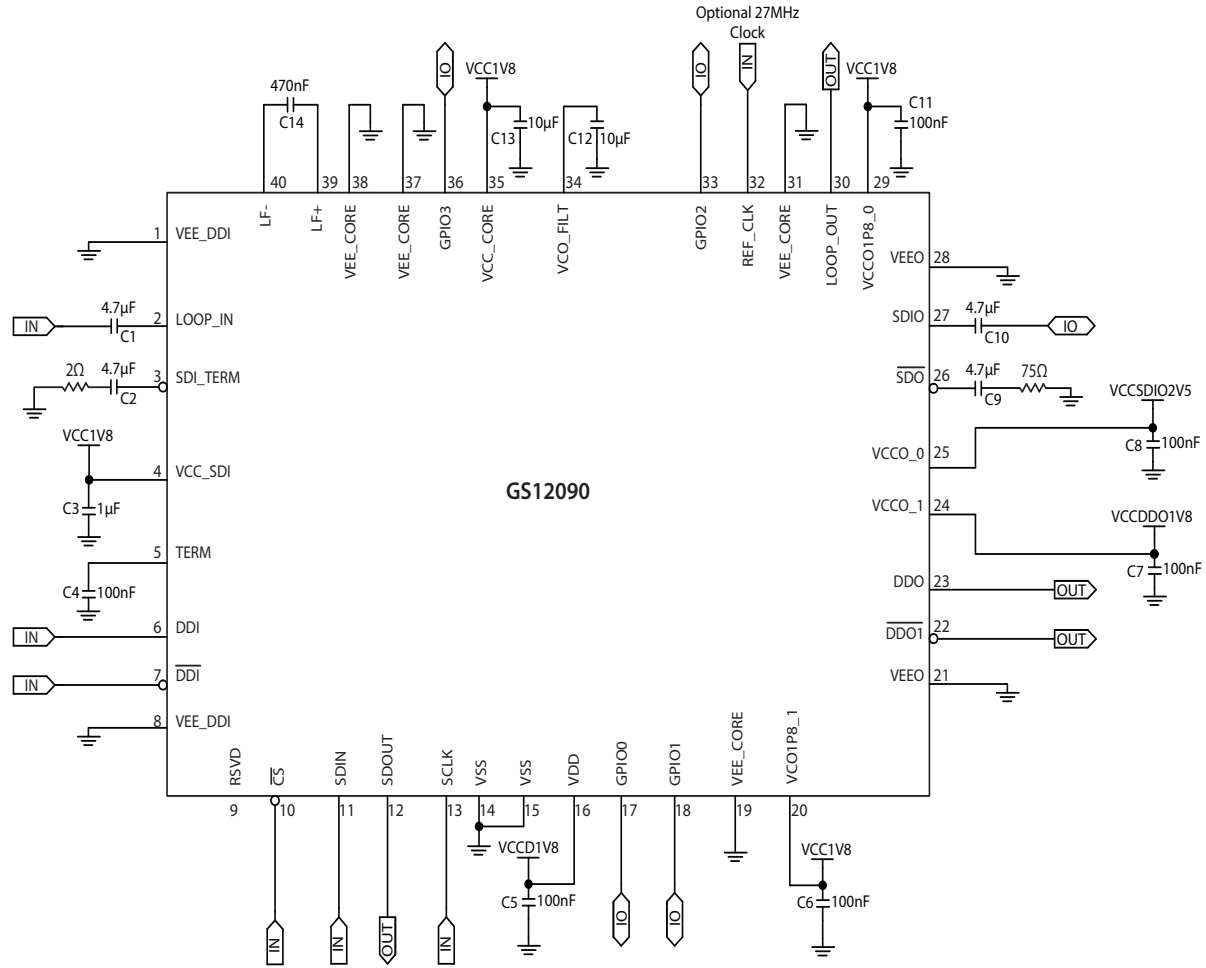 Optional 27MHz
Clock
IO
IO
IN
OUT
VCC1V8
VCC1V8
470nF
C14
C13
10µF
C12
10µF
C11
100nF
40
39
38
37
36
35
34
33
32
31
30
29
LF-
LF+
VEE_CORE
VEE_CORE
GPIO3
VCC_CORE
VCO_FILT
GPIO2
REF_CLK
VEE_CORE
LOOP_OUT
VCCO1P8_0
1
VEE_DDI
VEEO
28
4.7µF
IN
C1
2
LOOP_IN
SDIO
27
4.7µF
C10
IO
2Ω
4.7µF
C2
3
SDI_TERM
SDO
26
4.7µF
C9
75Ω
VCC1V8
4
VCC_SDI
C3
1µF
VCCO_0
25
VCCSDIO2V5
C8
100nF
GS12090
VCCO_1
24
VCCDDO1V8
C7
100nF
5
TERM
C4
100nF
DDO
23
OUT
IN
6
DDI
DDO1
22
OUT
IN
7
DDI
VEEO
21
8
VEE_DDI
RSVD
CS
SDIN
SDOUT
SCLK
VSS
VSS
VDD
GPIO0
GPIO1
VEE_CORE
VCO1P8_1
9
10
11
12
13
14
15
16
17
18
19
20
VCCD1V8
VCC1V8
C5
100nF
C6
100nF
IN
IN
OUT
IN
IO
IO